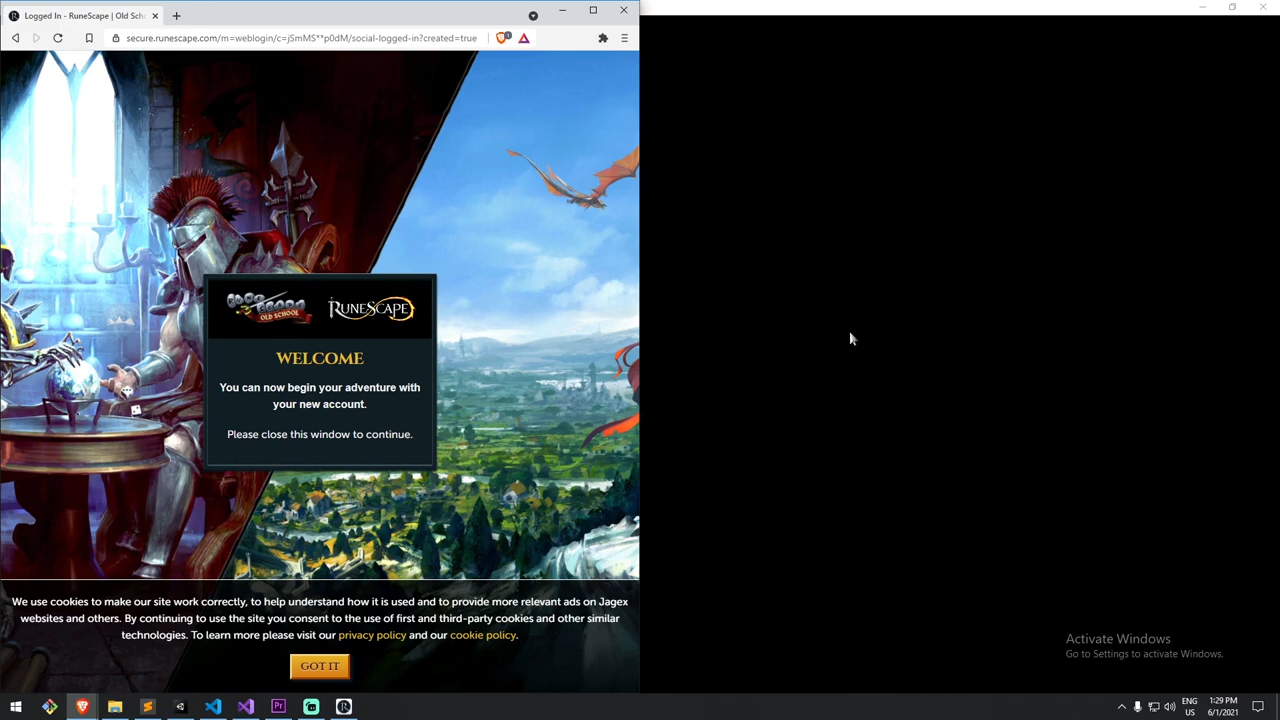 Logged In - RuneScape | Old Sch
secure.runescape.com/m=weblogin/c=jSmMS**p0dM/social-logged-in?created=true
1
OLD SCHOOL
RUNESCAPE
WELCOME
You can now begin your adventure with
your new account.
Please close this window to continue.
We use cookies to make our site work correctly, to help understand how it is used and to provide more relevant ads on Jagex
websites and others. By continuing to use the site you consent to the use of first and third-party cookies and other similar
technologies. To learn more please visit our privacy policy and our cookie policy.
GOT IT
Activate Windows
Go to Settings to activate Windows.
Pr
ENG
US
1:29 PM
6/1/2021